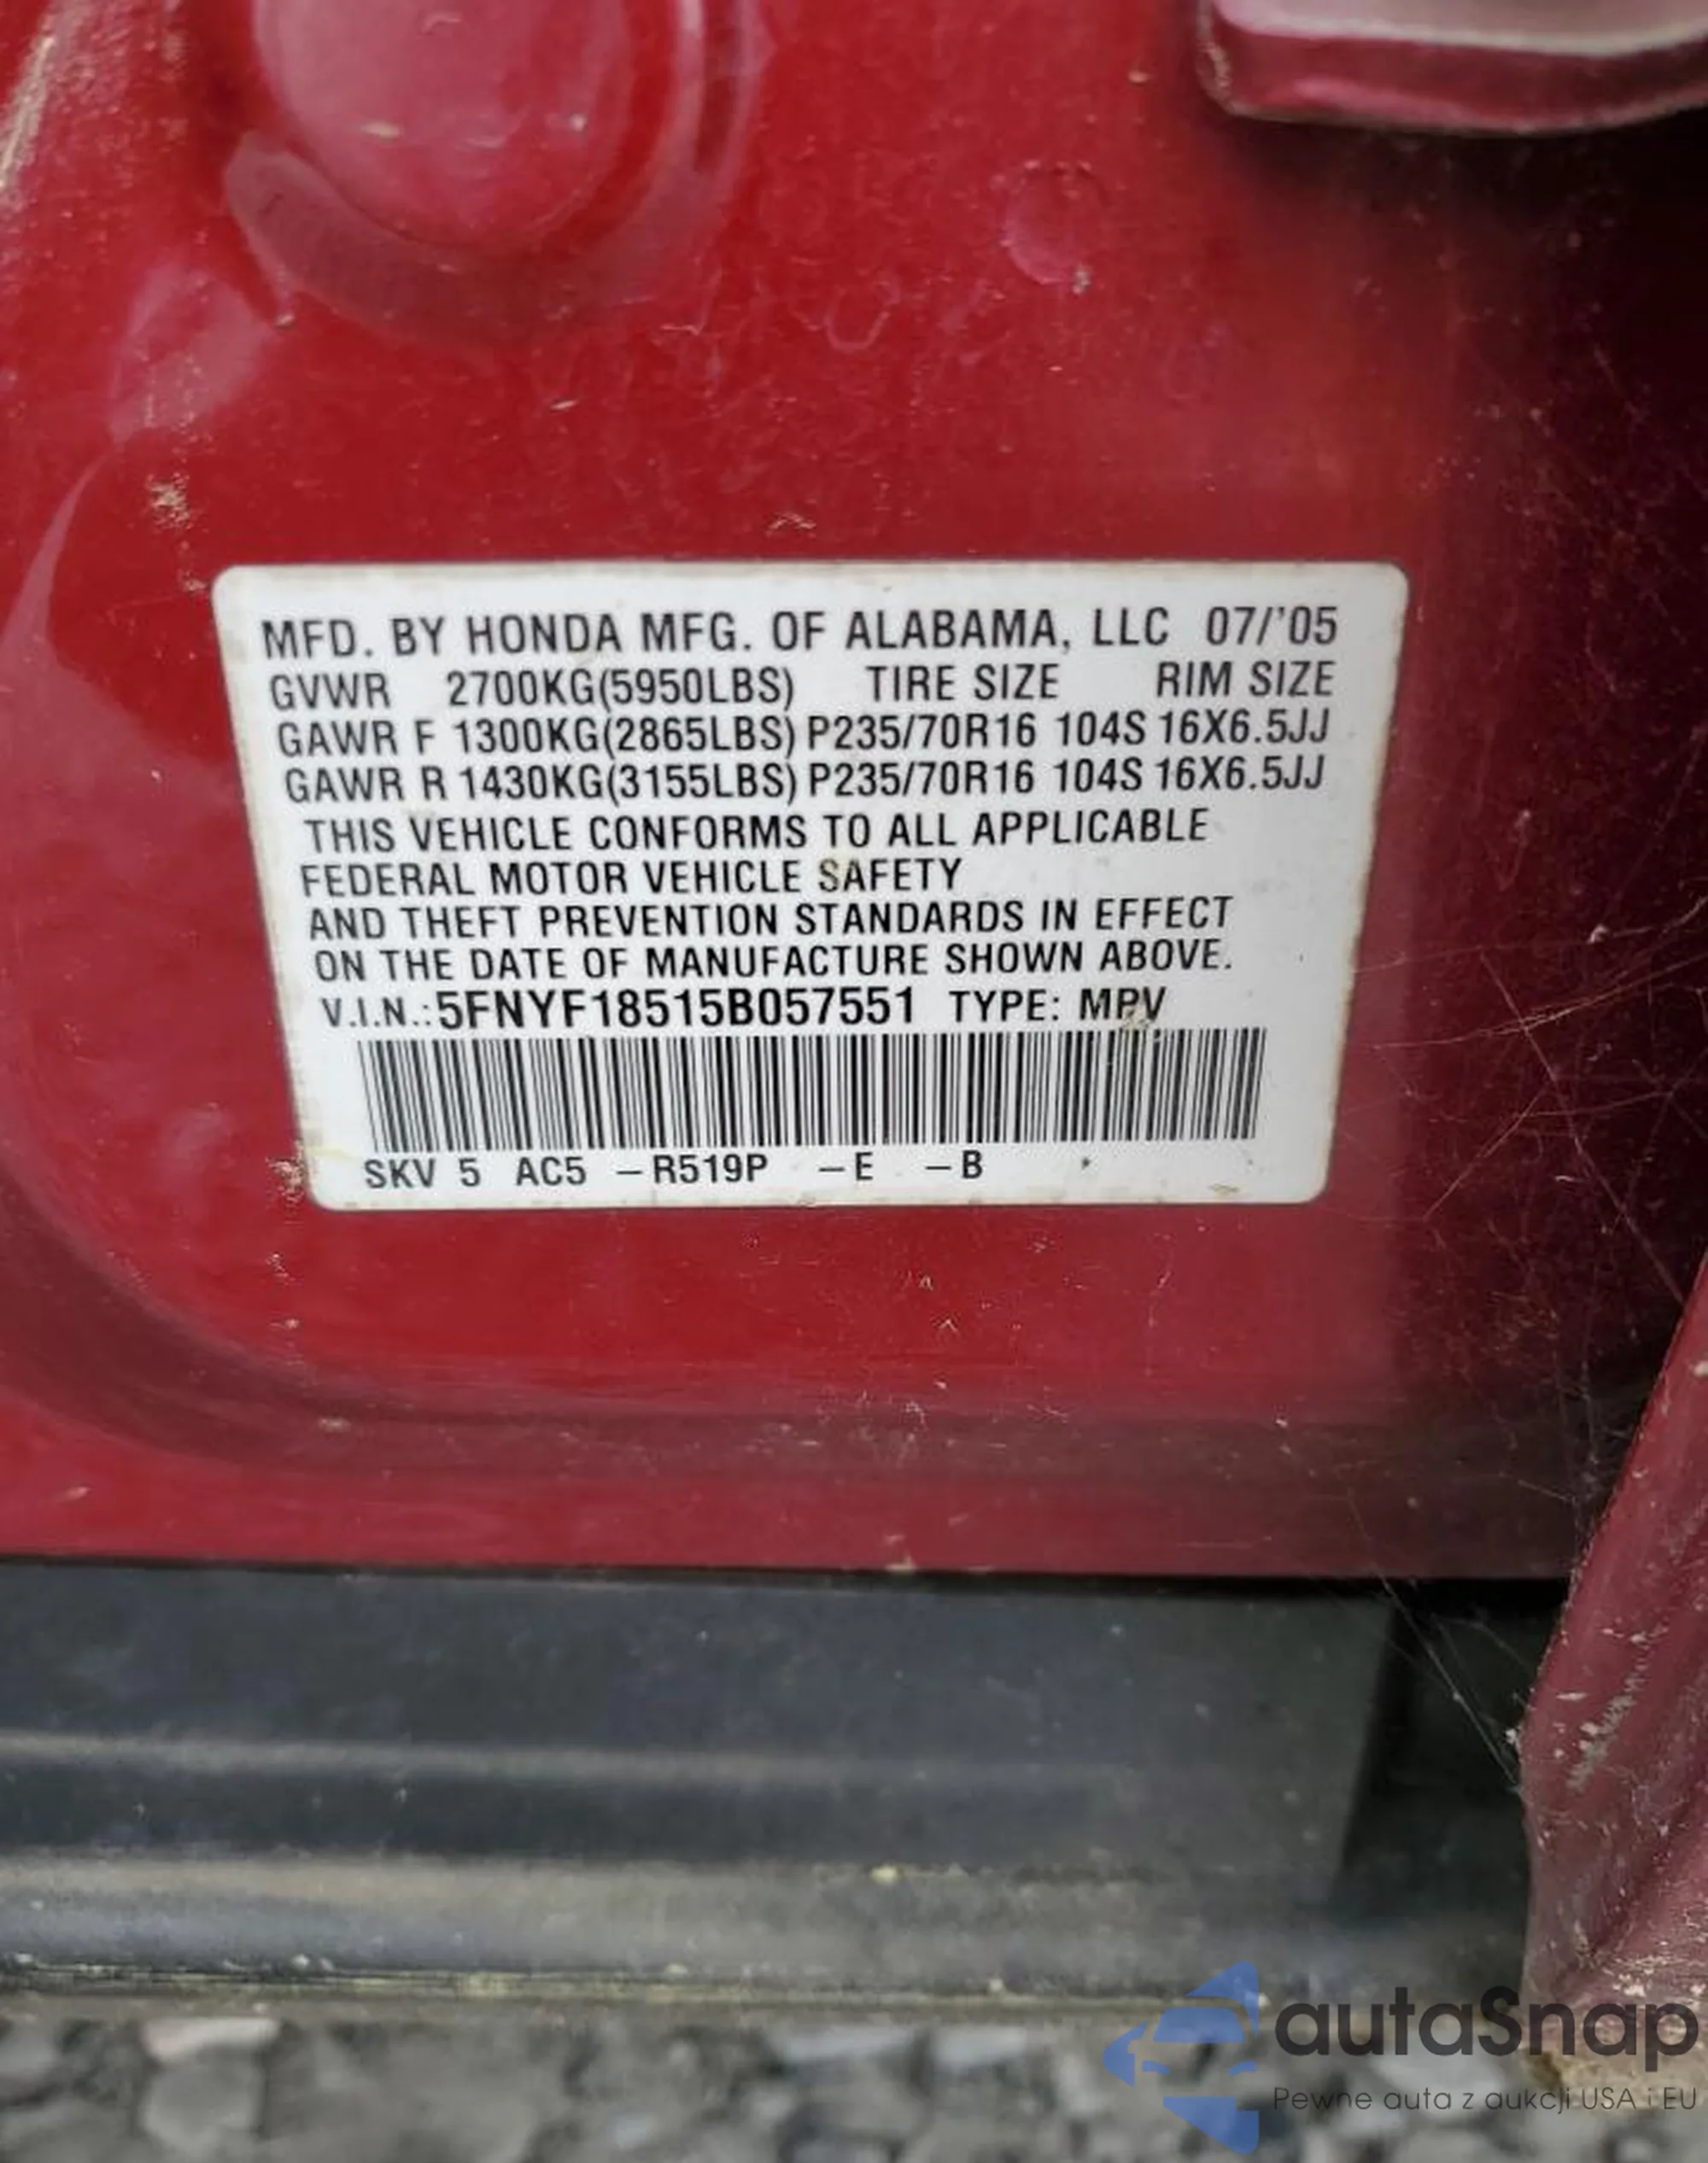 MFD. BY HONDA MFG. OF ALABAMA, LLC 07/'05
GVWR 2700KG(5950LBS) TIRE SIZE RIM SIZE
GAWR F 1300KG(2865LBS) P235/70R16 104S 16X6.5JJ
GAWR R 1430KG(3155LBS) P235/70R16 104S 16X6.5JJ
THIS VEHICLE CONFORMS TO ALL APPLICABLE
FEDERAL MOTOR VEHICLE SAFETY
AND THEFT PREVENTION STANDARDS IN EFFECT
ON THE DATE OF MANUFACTURE SHOWN ABOVE.
V.I.N.:5FNYF18515B057551 TYPE: MPV
SKV 5 AC5 –R519P –E –B
autaSnap
Pewne auta z aukcji USA i EU